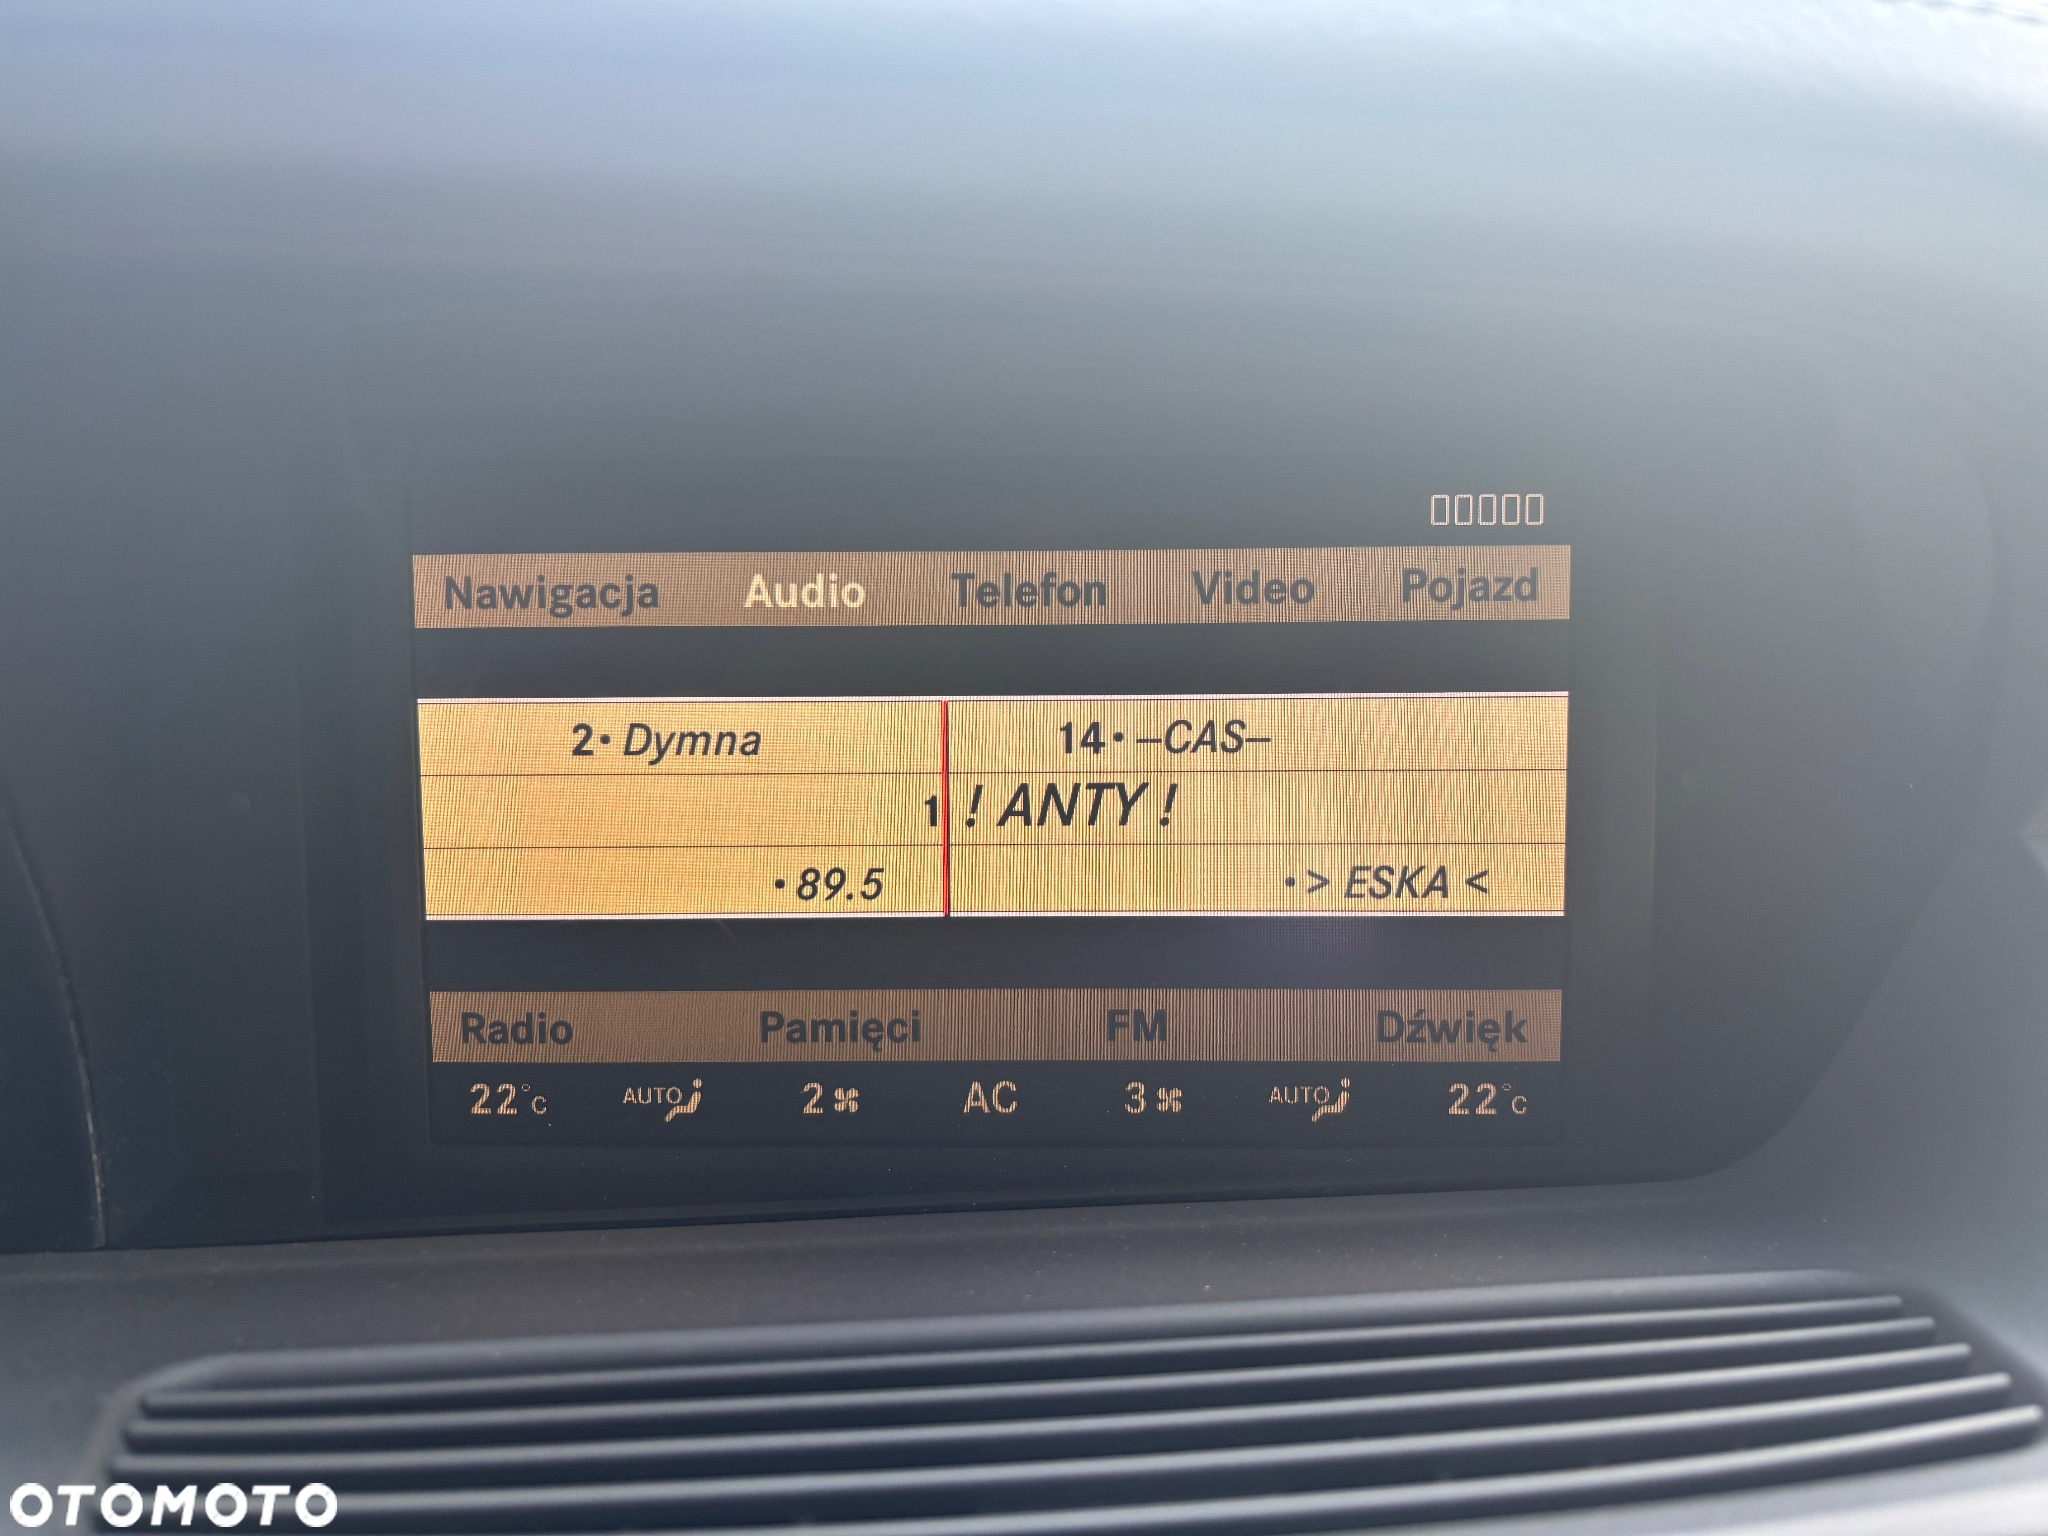 Nawigacja Audio Telefon Video Pojazd
2• Dymna 14• –CAS–
1 ! ANTY !
•89.5 •> ESKA <
Radio Pamięci FM Dźwięk
22°C AUTO 2 AC 3 AUTO 22°C
OTOMOTO